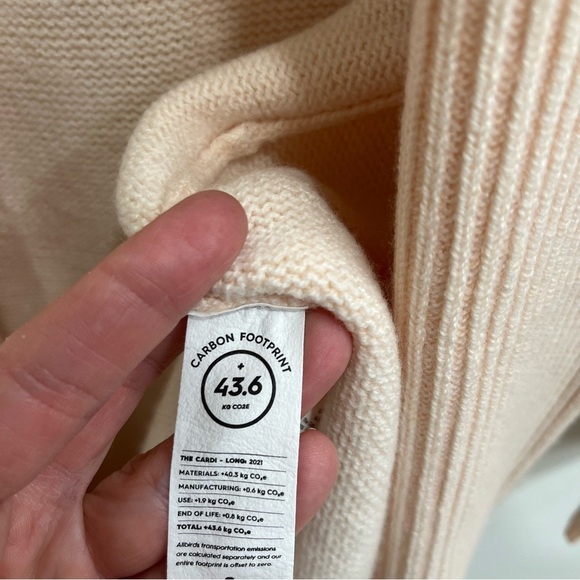 CARBON FOOTPRINT
+
43.6
KG CO2E
THE CARDI - LONG: 2021
MATERIALS: +40.3 kg CO₂e
MANUFACTURING: +0.6 kg CO₂e
USE: +1.9 kg CO₂e
END OF LIFE: +0.8 kg CO₂e
TOTAL: +43.6 kg CO₂e
Allbirds transportation emissions
are calculated separately and our
entire footprint is offset to zero.